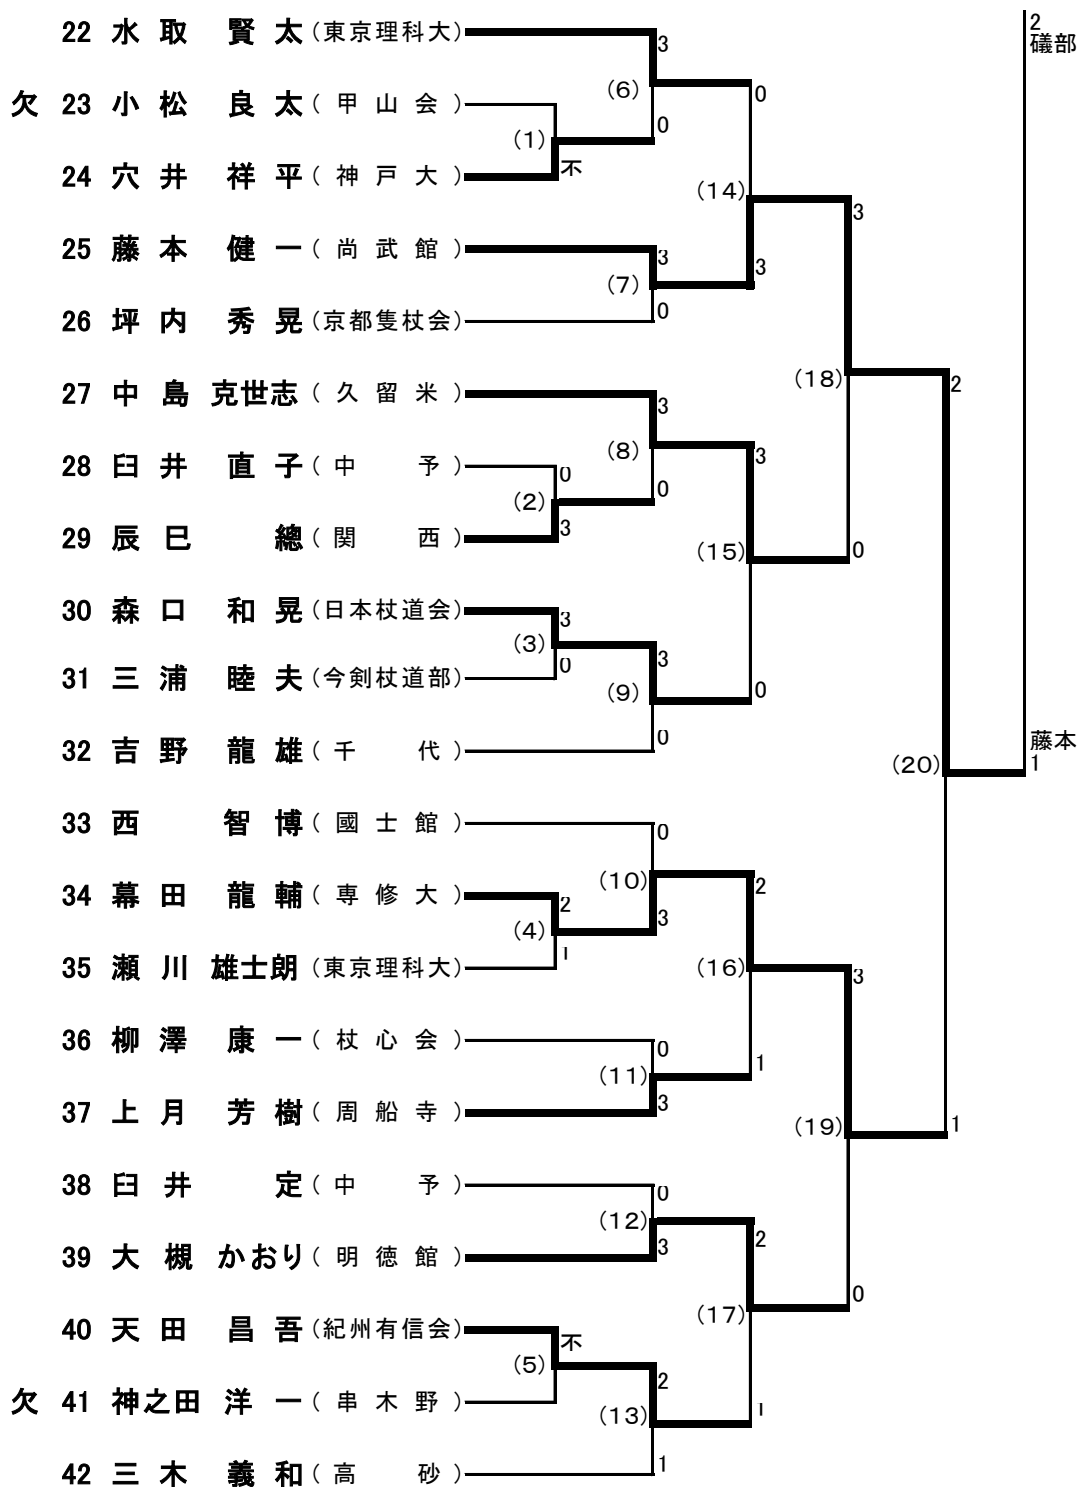 2
礒部
22 水取 賢太 (東京理科大)
3
(6)
0
欠 23 小松 良太 (甲山会)
0
(1)
不
24 穴井 祥平 (神戸大)
(14)
3
25 藤本 健一 (尚武館)
3
3
(7)
0
26 坪内 秀晃 (京都隻杖会)
(18)
2
27 中島 克世志 (久留米)
3
(8)
3
28 臼井 直子 (中予)
0
0
(2)
3
29 辰巳 總 (関西)
(15)
0
30 森口 和晃 (日本杖道会)
3
(3)
3
0
31 三浦 睦夫 (今剣杖道部)
(9)
0
0
32 吉野 龍雄 (千代)
藤本
(20)
1
33 西 智博 (國士館)
0
(10)
2
34 幕田 龍輔 (専修大)
2
3
(4)
1
35 瀬川 雄士朗 (東京理科大)
(16)
3
36 柳澤 康一 (杖心会)
0
1
(11)
3
37 上月 芳樹 (周船寺)
(19)
1
38 臼井 定 (中予)
0
(12)
2
3
39 大槻 かおり (明徳館)
0
(17)
40 天田 昌吾 (紀州有信会)
不
(5)
2
欠 41 神之田 洋一 (串木野)
1
(13)
1
42 三木 義和 (高砂)